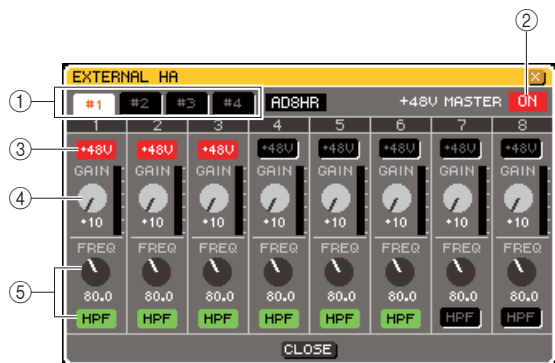 ②
EXTERNAL HA
①
#1 #2 #3 #4 AD8HR +48V MASTER ON
1 2 3 4 5 6 7 8
③
+48V +48V +48V +48V +48V +48V +48V +48V
GAIN GAIN GAIN GAIN GAIN GAIN GAIN GAIN
④
+10 +10 +10 +10 +10 +10 +10 +10
FREQ FREQ FREQ FREQ FREQ FREQ FREQ FREQ
⑤
80.0 80.0 80.0 80.0 80.0 80.0 80.0 80.0
HPF HPF HPF HPF HPF HPF HPF HPF
CLOSE